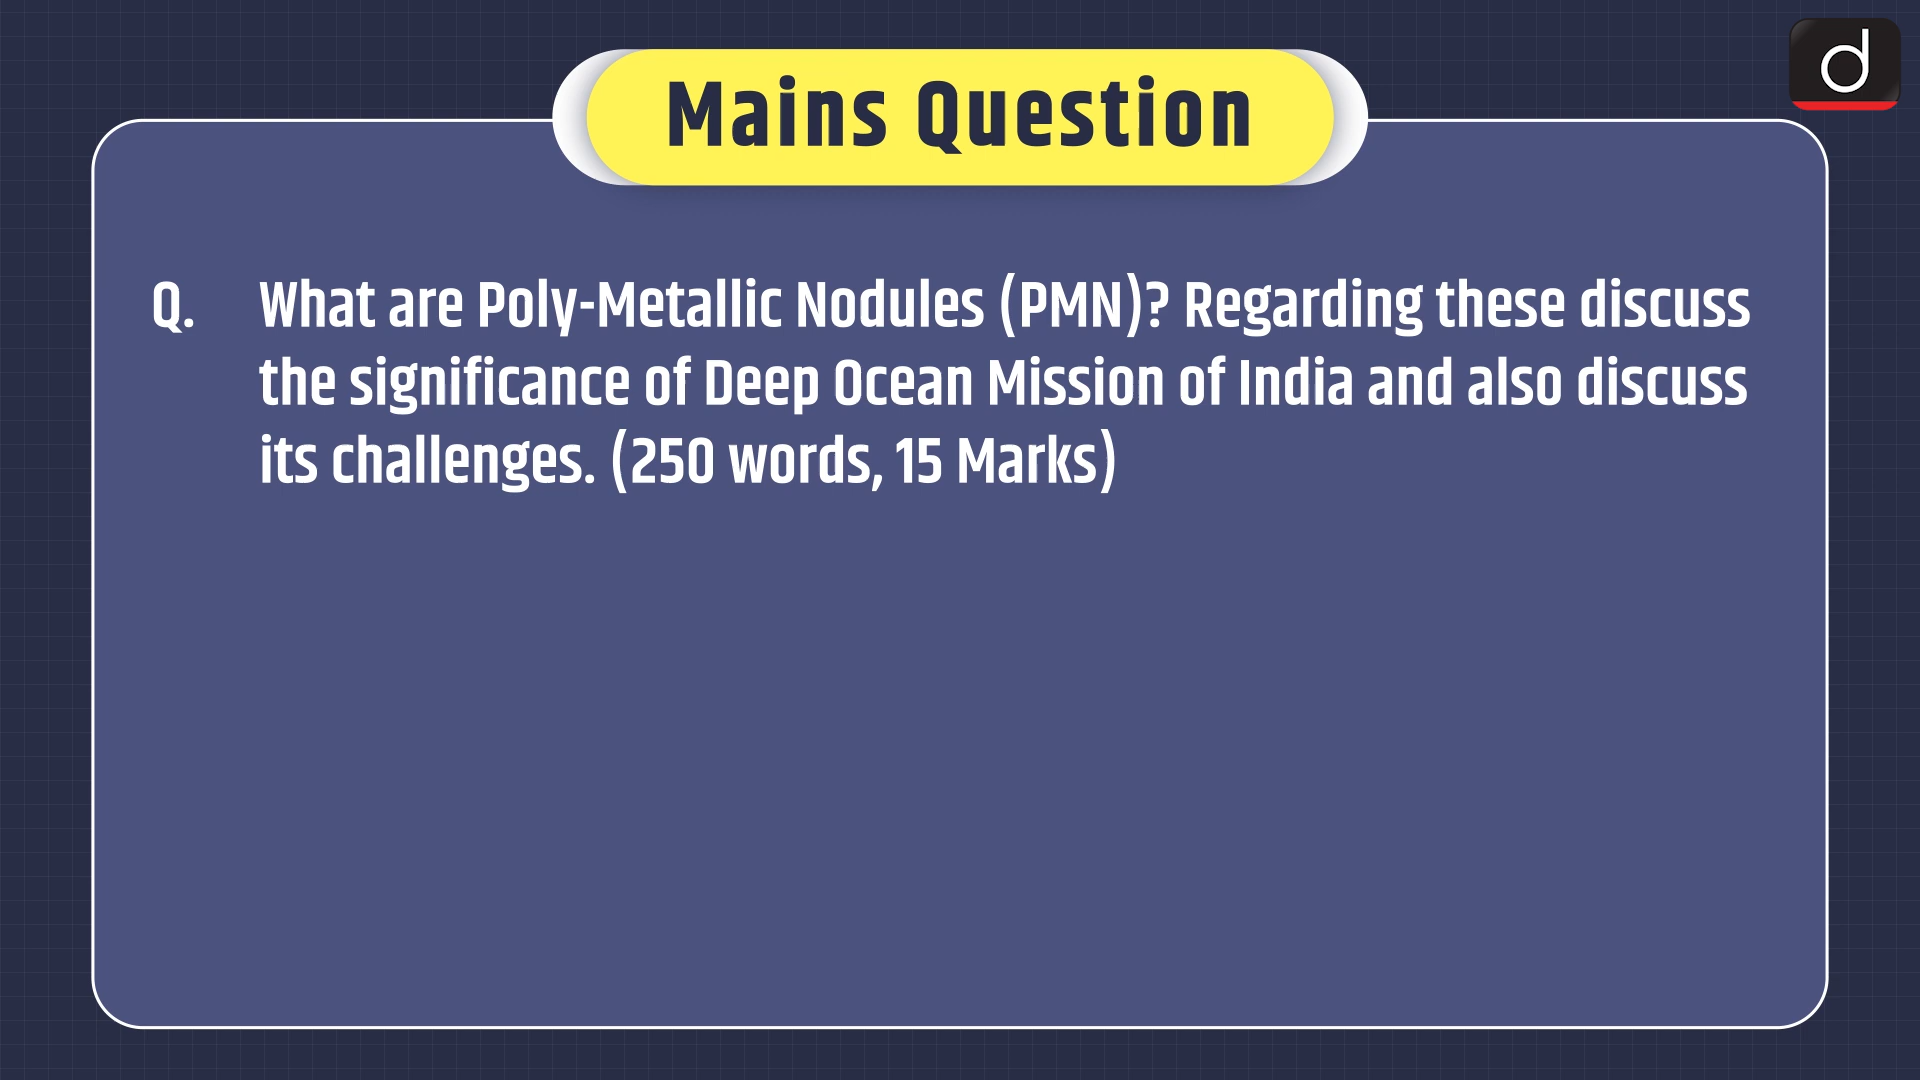 Mains Question
d
Q. What are Poly-Metallic Nodules (PMN)? Regarding these discuss
the significance of Deep Ocean Mission of India and also discuss
its challenges. (250 words, 15 Marks)